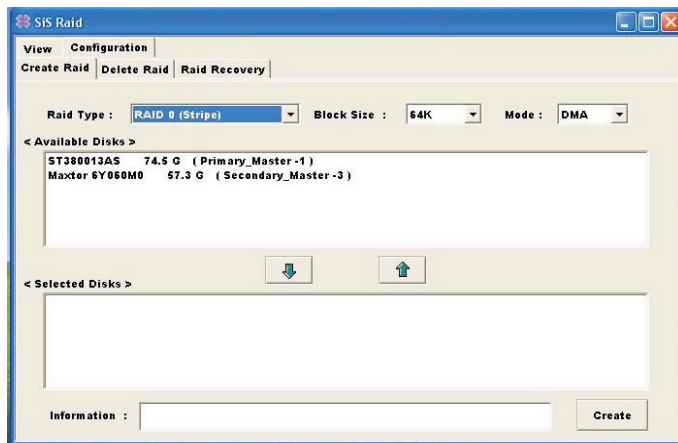 SiS Raid
View Configuration
Create Raid Delete Raid Raid Recovery
Raid Type : RAID 0 (Stripe) Block Size : 64K Mode : DMA
< Available Disks >
ST380013AS 74.5 G ( Primary_Master -1 )
Maxtor 6Y060M0 57.3 G ( Secondary_Master -3 )
< Selected Disks >
Information : Create